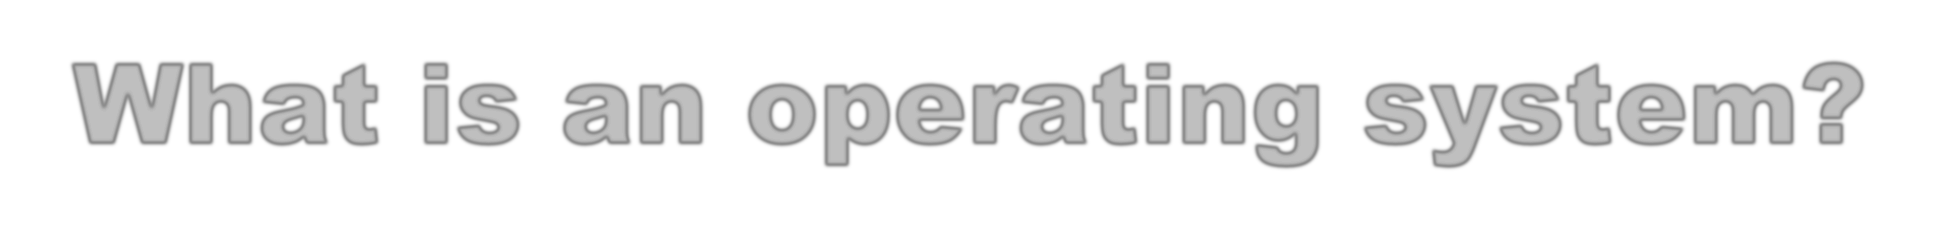 What is an operating system?